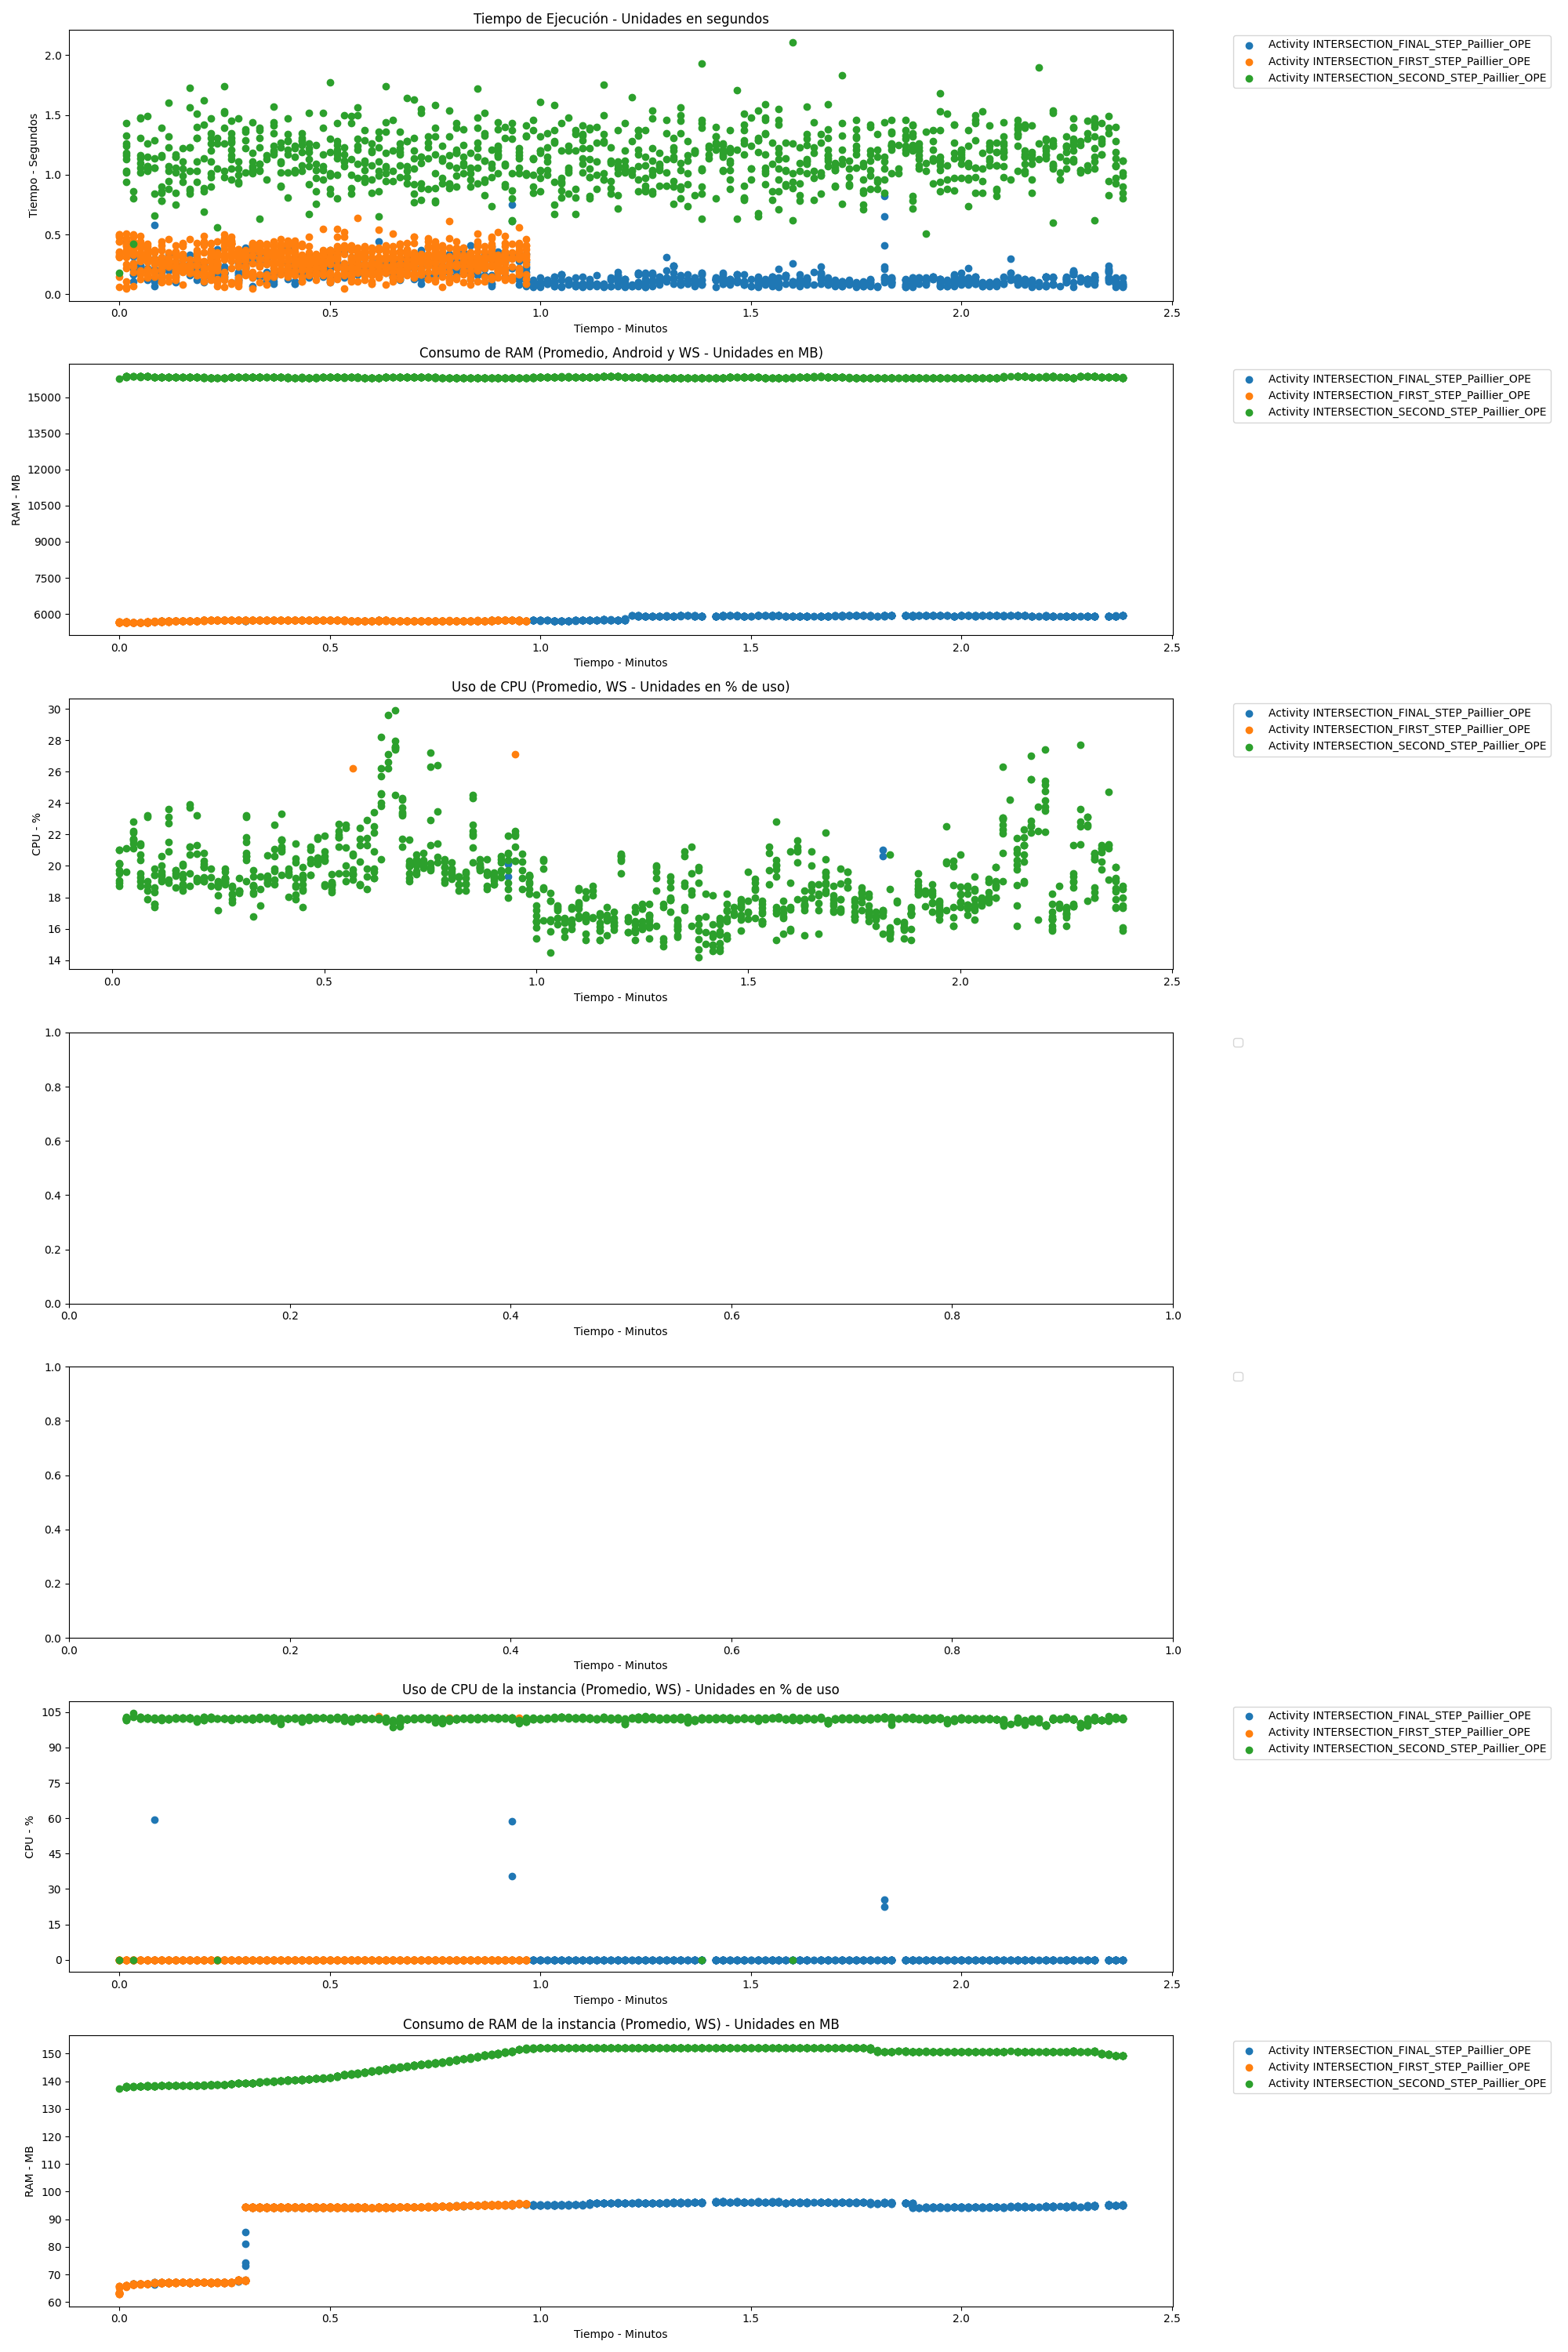 Tiempo de Ejecución - Unidades en segundos
Activity INTERSECTION_FINAL_STEP_Paillier_OPE
Activity INTERSECTION_FIRST_STEP_Paillier_OPE
Activity INTERSECTION_SECOND_STEP_Paillier_OPE
Tiempo - Segundos
2.0
1.5
1.0
0.5
0.0
0.0 0.5 1.0 1.5 2.0 2.5
Tiempo - Minutos
Consumo de RAM (Promedio, Android y WS - Unidades en MB)
Activity INTERSECTION_FINAL_STEP_Paillier_OPE
Activity INTERSECTION_FIRST_STEP_Paillier_OPE
Activity INTERSECTION_SECOND_STEP_Paillier_OPE
RAM - MB
15000
13500
12000
10500
9000
7500
6000
0.0 0.5 1.0 1.5 2.0 2.5
Tiempo - Minutos
Uso de CPU (Promedio, WS - Unidades en % de uso)
Activity INTERSECTION_FINAL_STEP_Paillier_OPE
Activity INTERSECTION_FIRST_STEP_Paillier_OPE
Activity INTERSECTION_SECOND_STEP_Paillier_OPE
CPU - %
30
28
26
24
22
20
18
16
14
0.0 0.5 1.0 1.5 2.0 2.5
Tiempo - Minutos
1.0
0.8
0.6
0.4
0.2
0.0
0.0 0.2 0.4 0.6 0.8 1.0
Tiempo - Minutos
1.0
0.8
0.6
0.4
0.2
0.0
0.0 0.2 0.4 0.6 0.8 1.0
Tiempo - Minutos
Uso de CPU de la instancia (Promedio, WS) - Unidades en % de uso
Activity INTERSECTION_FINAL_STEP_Paillier_OPE
Activity INTERSECTION_FIRST_STEP_Paillier_OPE
Activity INTERSECTION_SECOND_STEP_Paillier_OPE
CPU - %
105
90
75
60
45
30
15
0
0.0 0.5 1.0 1.5 2.0 2.5
Tiempo - Minutos
Consumo de RAM de la instancia (Promedio, WS) - Unidades en MB
Activity INTERSECTION_FINAL_STEP_Paillier_OPE
Activity INTERSECTION_FIRST_STEP_Paillier_OPE
Activity INTERSECTION_SECOND_STEP_Paillier_OPE
RAM - MB
150
140
130
120
110
100
90
80
70
60
0.0 0.5 1.0 1.5 2.0 2.5
Tiempo - Minutos